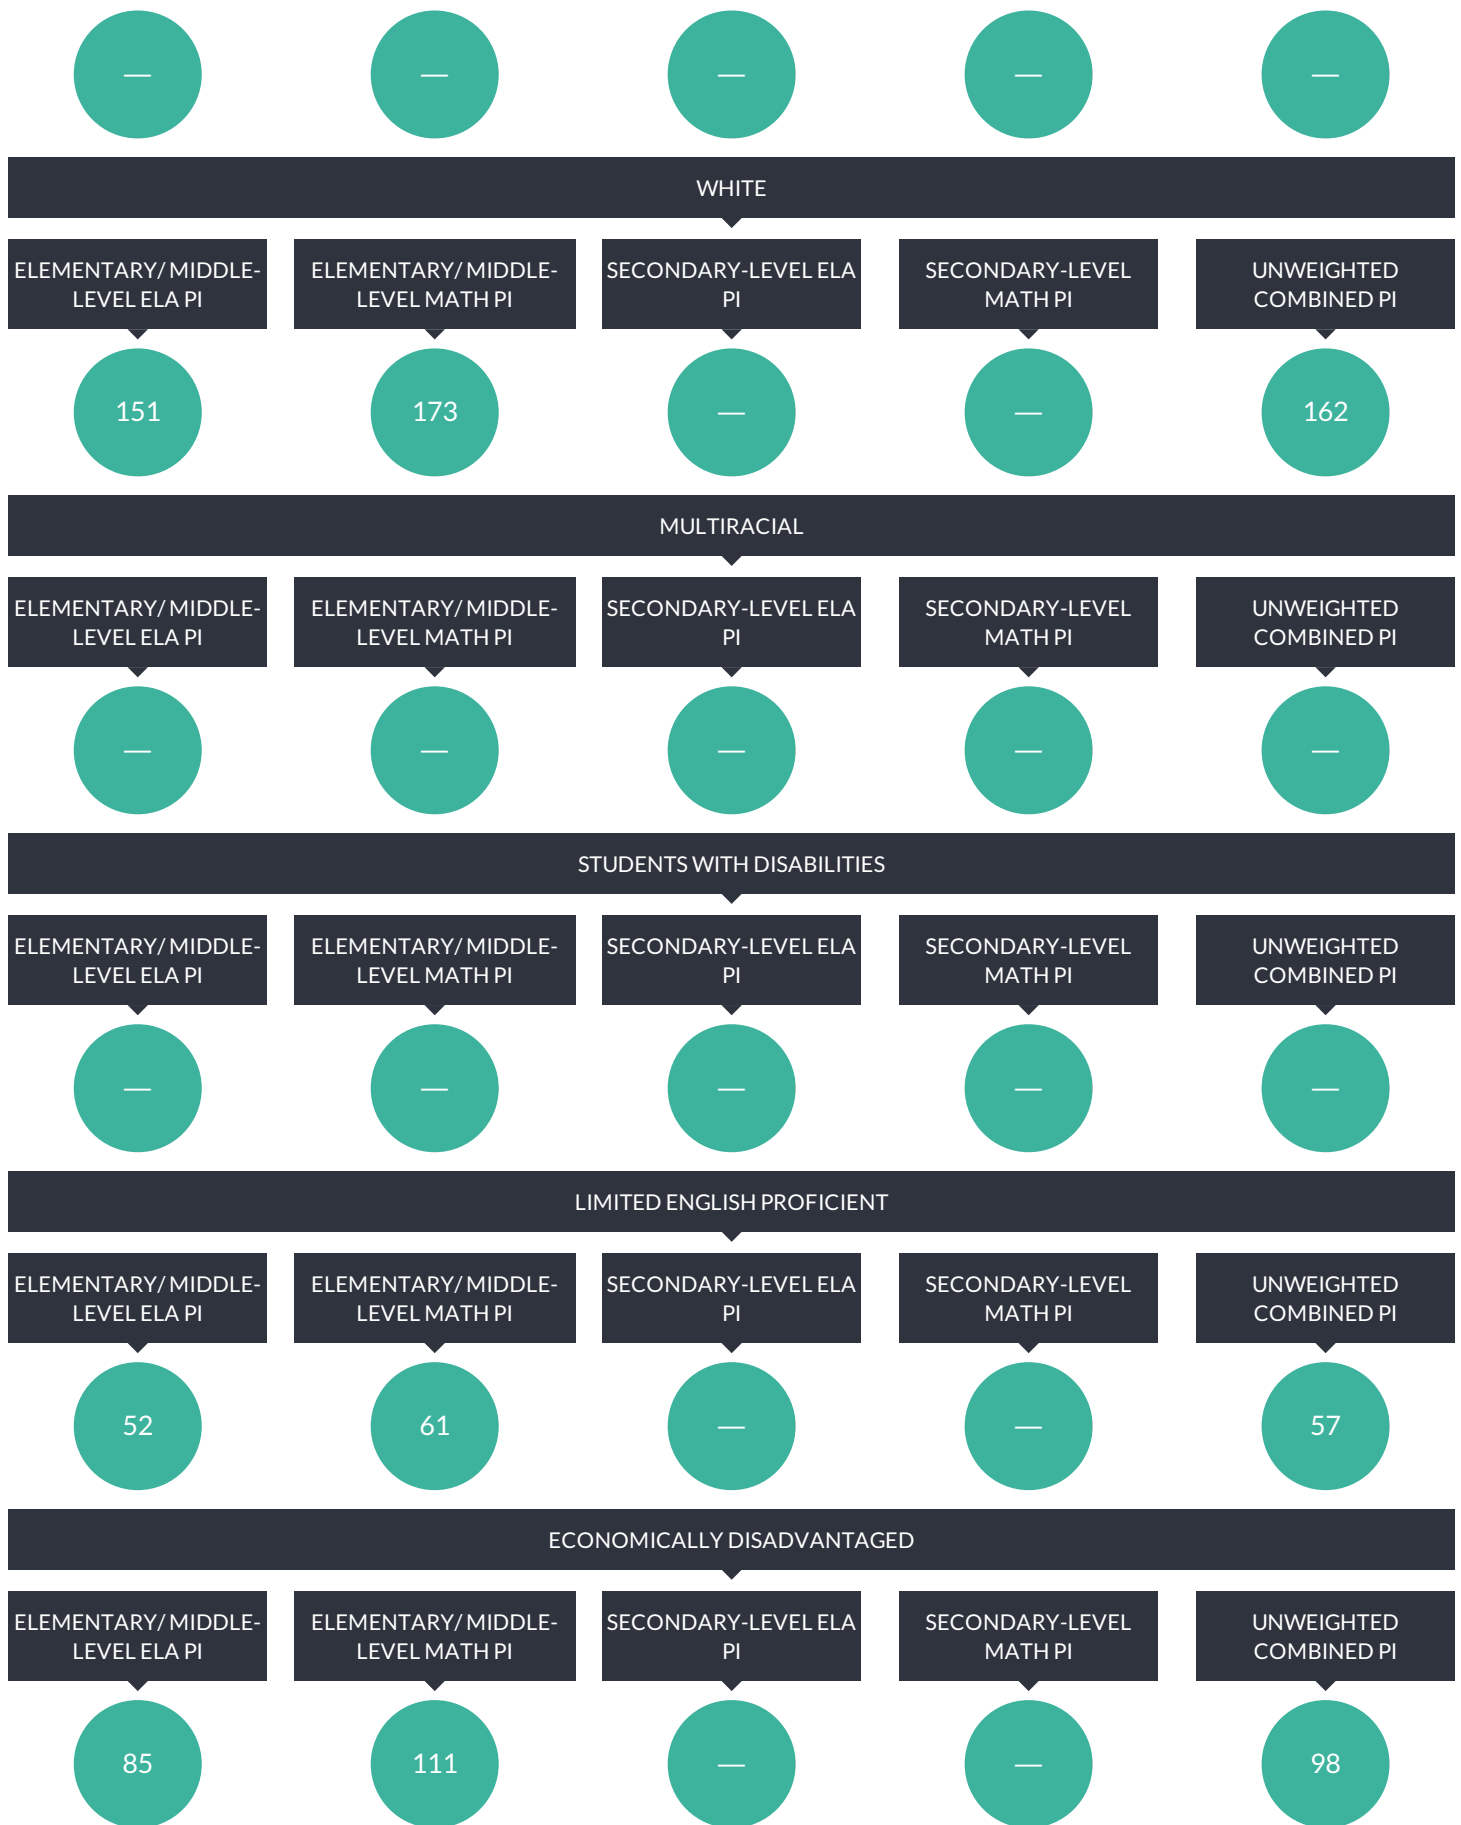 — — — — —
WHITE
ELEMENTARY/ MIDDLE- ELEMENTARY/ MIDDLE- SECONDARY-LEVEL ELA SECONDARY-LEVEL UNWEIGHTED
LEVEL ELA PI LEVEL MATH PI PI MATH PI COMBINED PI
151 173 — — 162
MULTIRACIAL
ELEMENTARY/ MIDDLE- ELEMENTARY/ MIDDLE- SECONDARY-LEVEL ELA SECONDARY-LEVEL UNWEIGHTED
LEVEL ELA PI LEVEL MATH PI PI MATH PI COMBINED PI
— — — — —
STUDENTS WITH DISABILITIES
ELEMENTARY/ MIDDLE- ELEMENTARY/ MIDDLE- SECONDARY-LEVEL ELA SECONDARY-LEVEL UNWEIGHTED
LEVEL ELA PI LEVEL MATH PI PI MATH PI COMBINED PI
— — — — —
LIMITED ENGLISH PROFICIENT
ELEMENTARY/ MIDDLE- ELEMENTARY/ MIDDLE- SECONDARY-LEVEL ELA SECONDARY-LEVEL UNWEIGHTED
LEVEL ELA PI LEVEL MATH PI PI MATH PI COMBINED PI
52 61 — — 57
ECONOMICALLY DISADVANTAGED
ELEMENTARY/ MIDDLE- ELEMENTARY/ MIDDLE- SECONDARY-LEVEL ELA SECONDARY-LEVEL UNWEIGHTED
LEVEL ELA PI LEVEL MATH PI PI MATH PI COMBINED PI
85 111 — — 98